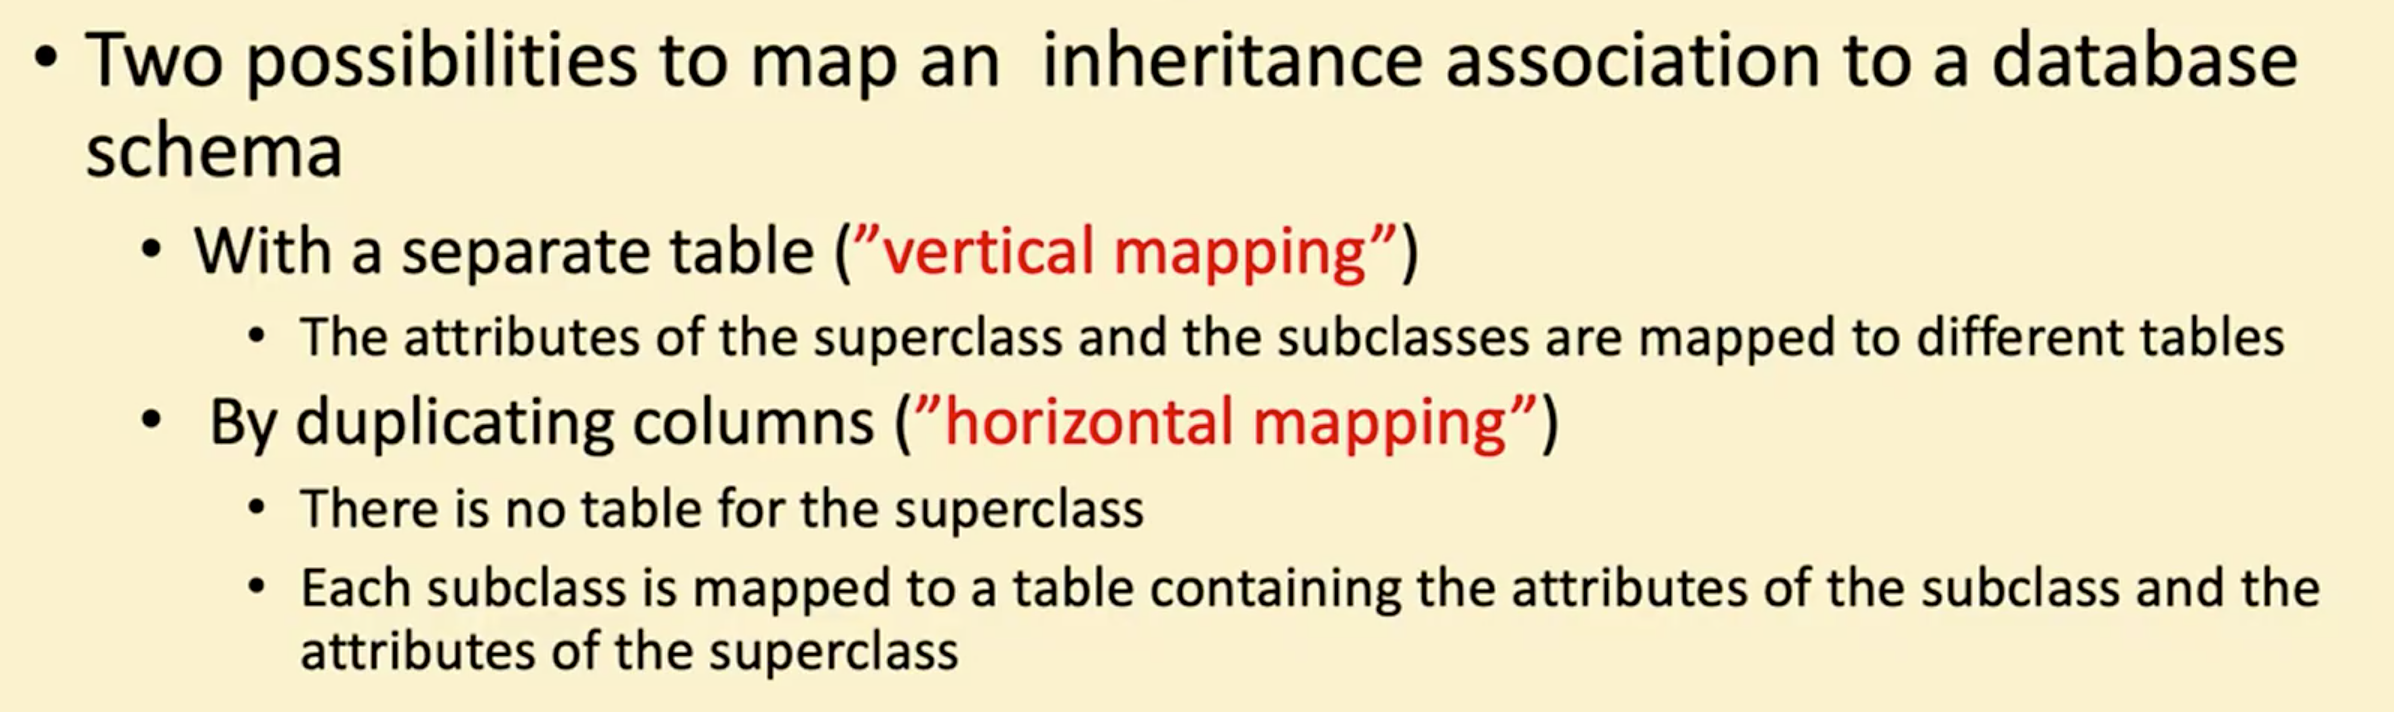 • Two possibilities to map an  inheritance association to a database
schema
• With a separate table (”vertical mapping”)
• The attributes of the superclass and the subclasses are mapped to different tables
• By duplicating columns (”horizontal mapping”)
• There is no table for the superclass
• Each subclass is mapped to a table containing the attributes of the subclass and the
attributes of the superclass